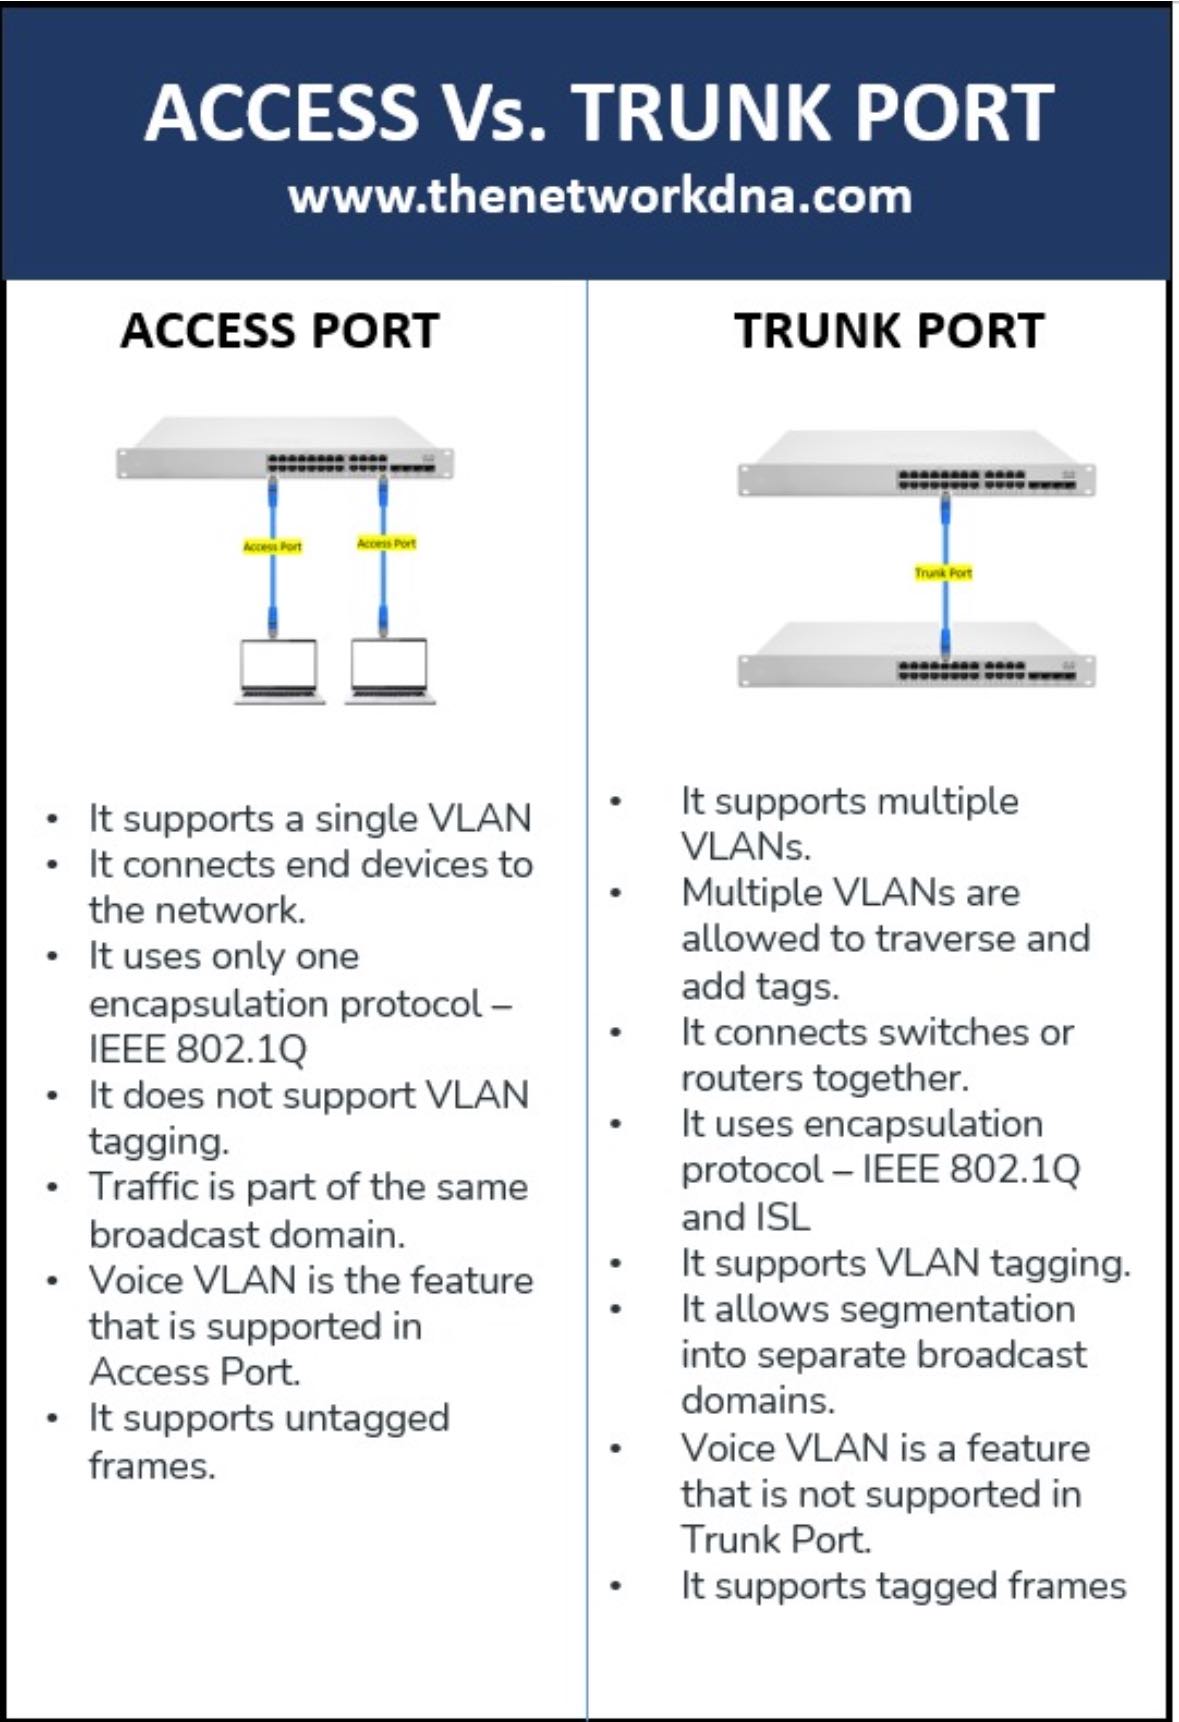 ACCESS Vs. TRUNK PORT
www.thenetworkdna.com
ACCESS PORT
Access Port
Access Port
• It supports a single VLAN
• It connects end devices to
the network.
• It uses only one
encapsulation protocol –
IEEE 802.1Q
• It does not support VLAN
tagging.
• Traffic is part of the same
broadcast domain.
• Voice VLAN is the feature
that is supported in
Access Port.
• It supports untagged
frames.
TRUNK PORT
Trunk Port
• It supports multiple
VLANs.
• Multiple VLANs are
allowed to traverse and
add tags.
• It connects switches or
routers together.
• It uses encapsulation
protocol – IEEE 802.1Q
and ISL
• It supports VLAN tagging.
• It allows segmentation
into separate broadcast
domains.
• Voice VLAN is a feature
that is not supported in
Trunk Port.
• It supports tagged frames